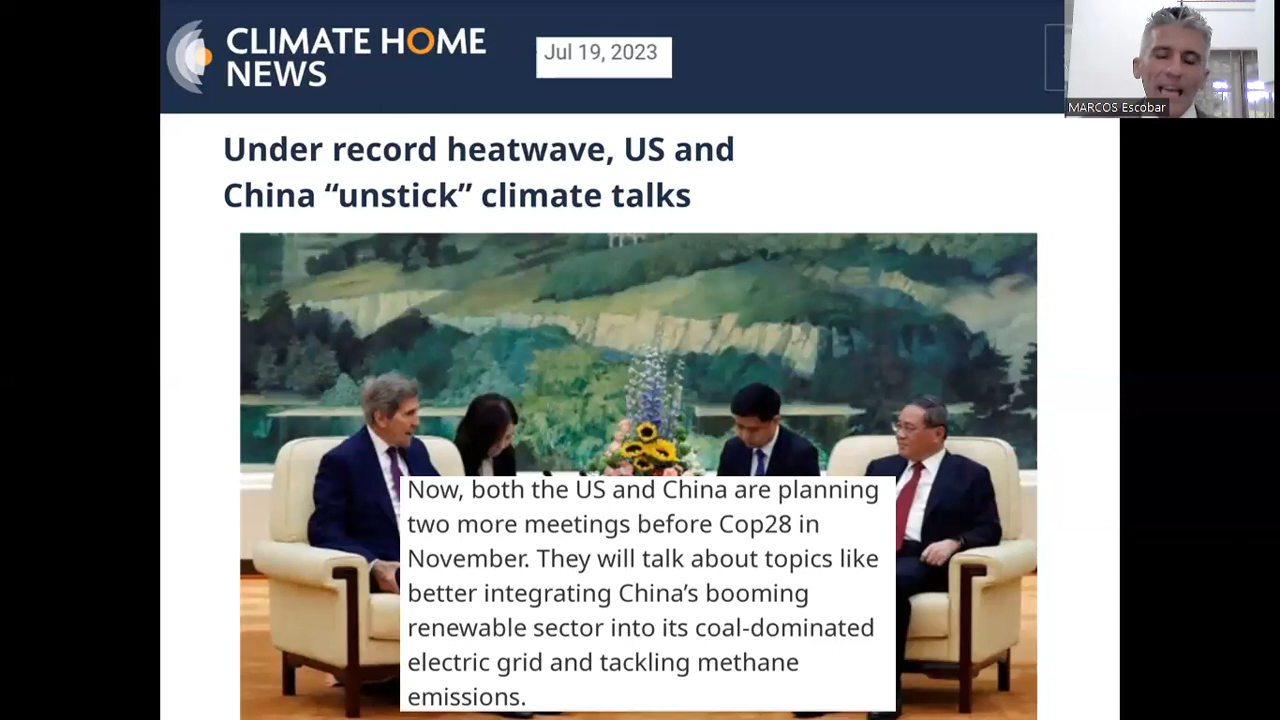 CLIMATE HOME
NEWS
Jul 19, 2023
MARCOS Escobar
Under record heatwave, US and
China “unstick” climate talks
Now, both the US and China are planning
two more meetings before Cop28 in
November. They will talk about topics like
better integrating China’s booming
renewable sector into its coal-dominated
electric grid and tackling methane
emissions.